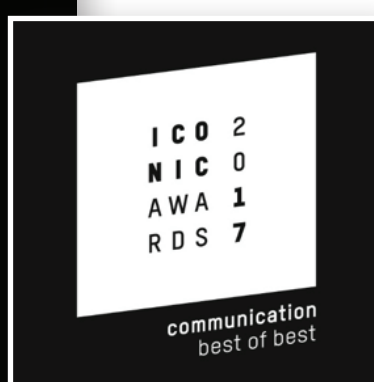 ICO 2
NIC 0
AWA 1
RDS 7
communication
best of best